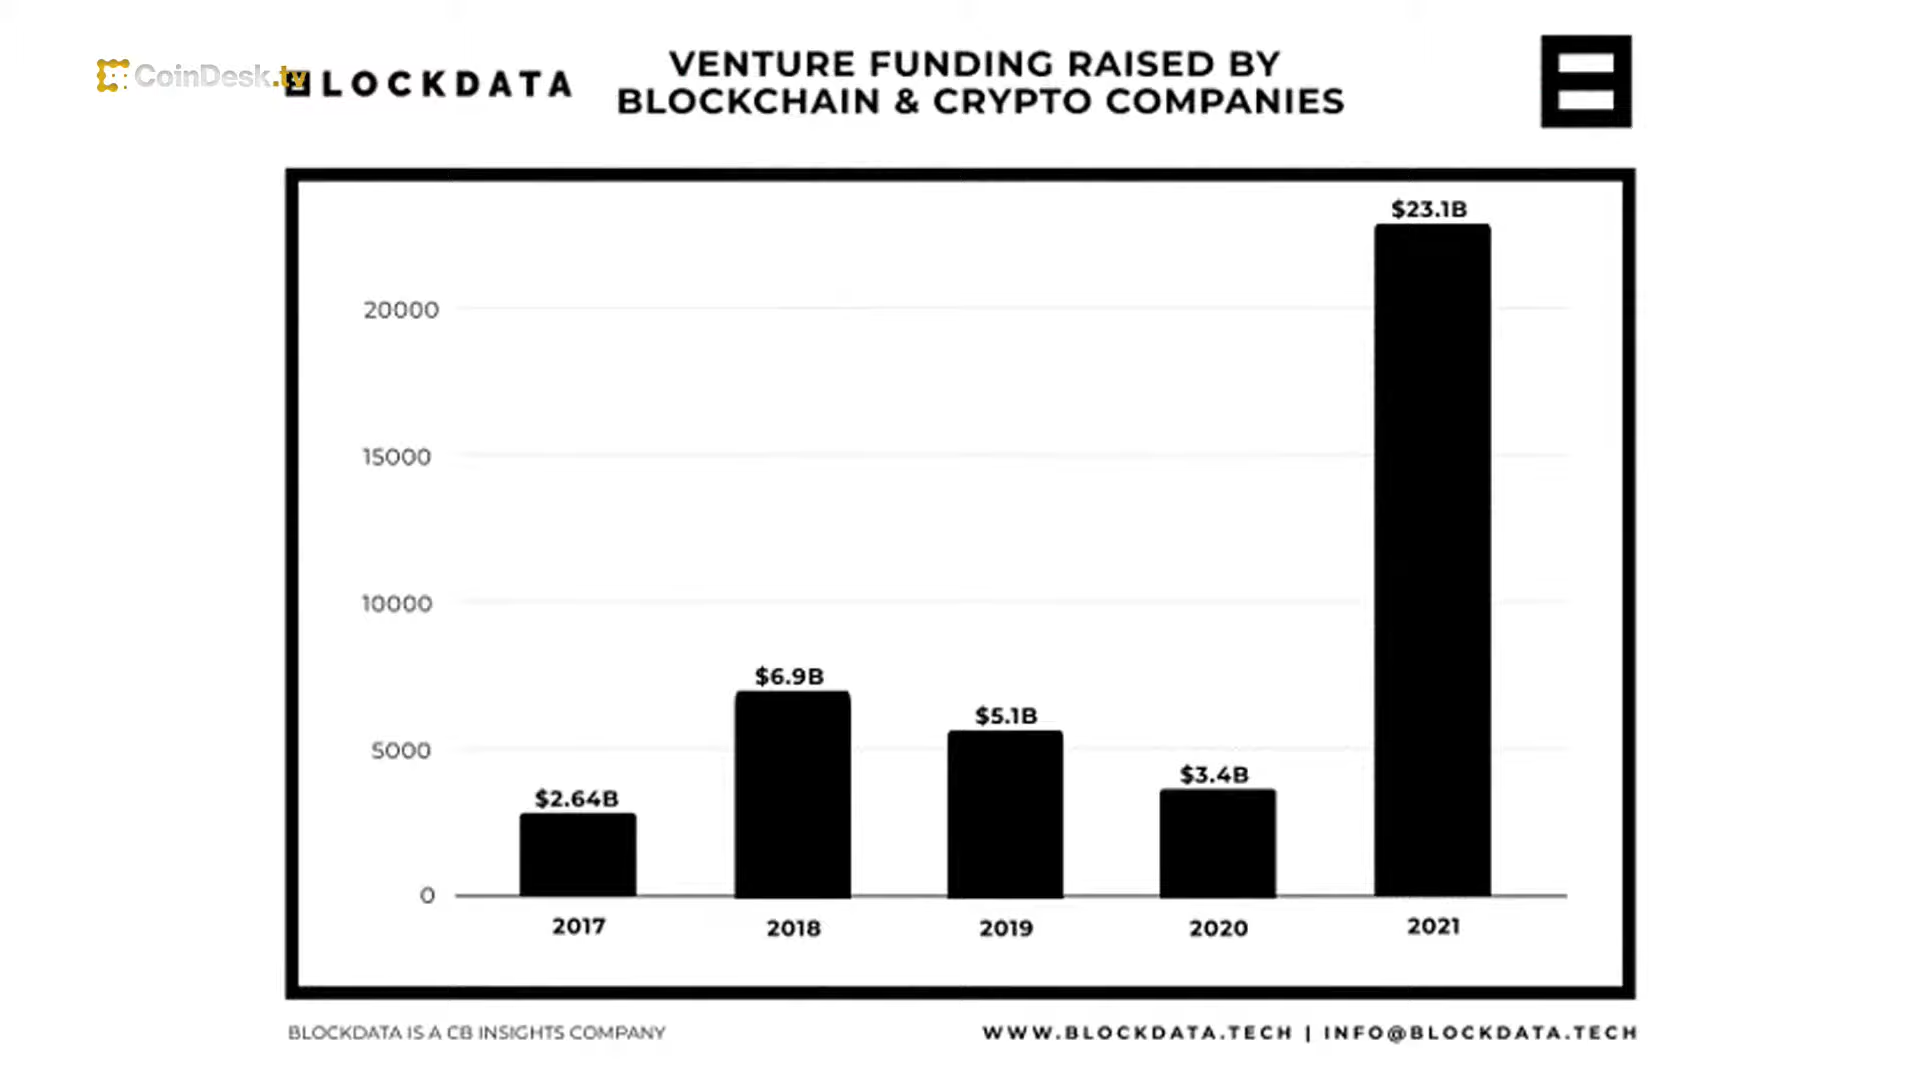 CoinDesk.tv
BLOCKDATA
VENTURE FUNDING RAISED BY
BLOCKCHAIN & CRYPTO COMPANIES
$23.1B
20000
15000
10000
$6.9B
$5.1B
5000
$3.4B
$2.64B
0
2017 2018 2019 2020 2021
BLOCKDATA IS A CB INSIGHTS COMPANY
WWW.BLOCKDATA.TECH | INFO@BLOCKDATA.TECH